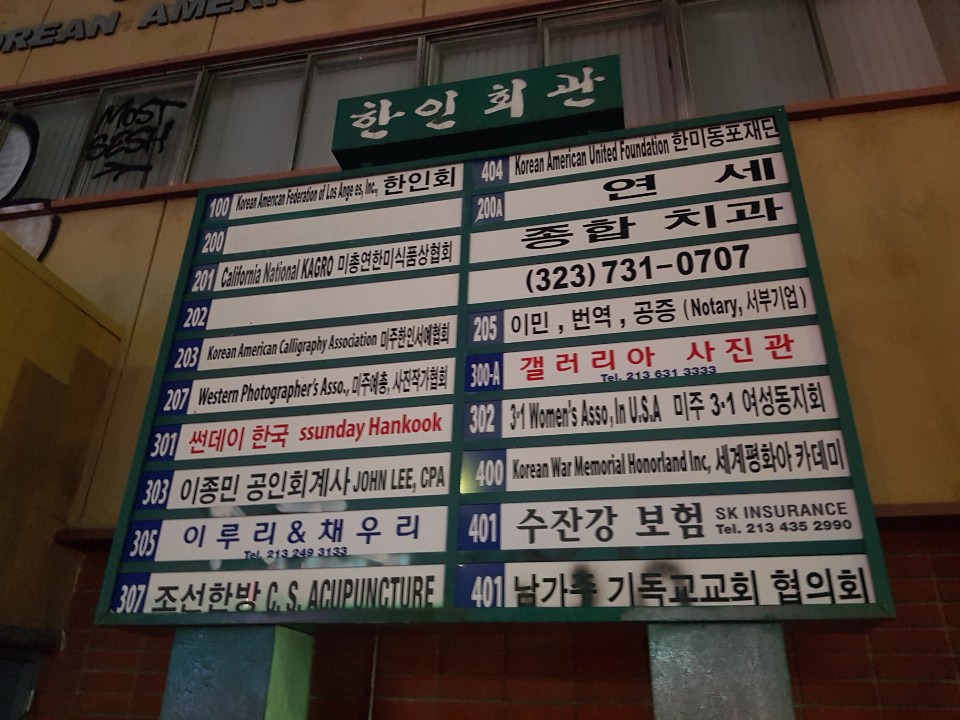 KOREAN AMERICAN
MOST
SESH
한인회관
100 Korean American Federation of Los Ange es, Inc., 한인회
200
201 California National KAGRO 미총연한미식품상협회
202
203 Korean American Calligraphy Association 미주한인서예협회
207 Western Photographer's Asso., 미주예총, 사진작가협회
301 썬데이 한국 ssunday Hankook
303 이종민 공인회계사 JOHN LEE, CPA
305 이루리&채우리
Tel. 213 249 3133
307 조선한방 C. S. ACUPUNCTURE
404 Korean American United Foundation 한미동포재단
200A 연세
종합 치과
(323) 731-0707
205 이민 , 번역 , 공증 (Notary, 서부기업)
300-A 갤러리아 사진관
Tel. 213 631 3333
302 3·1 Women's Asso, In U.S.A 미주 3·1 여성동지회
400 Korean War Memorial Honorland Inc, 세계평화아카데미
401 수잔강 보험 SK INSURANCE
Tel. 213 435 2990
401 남가주 기독교교회 협의회